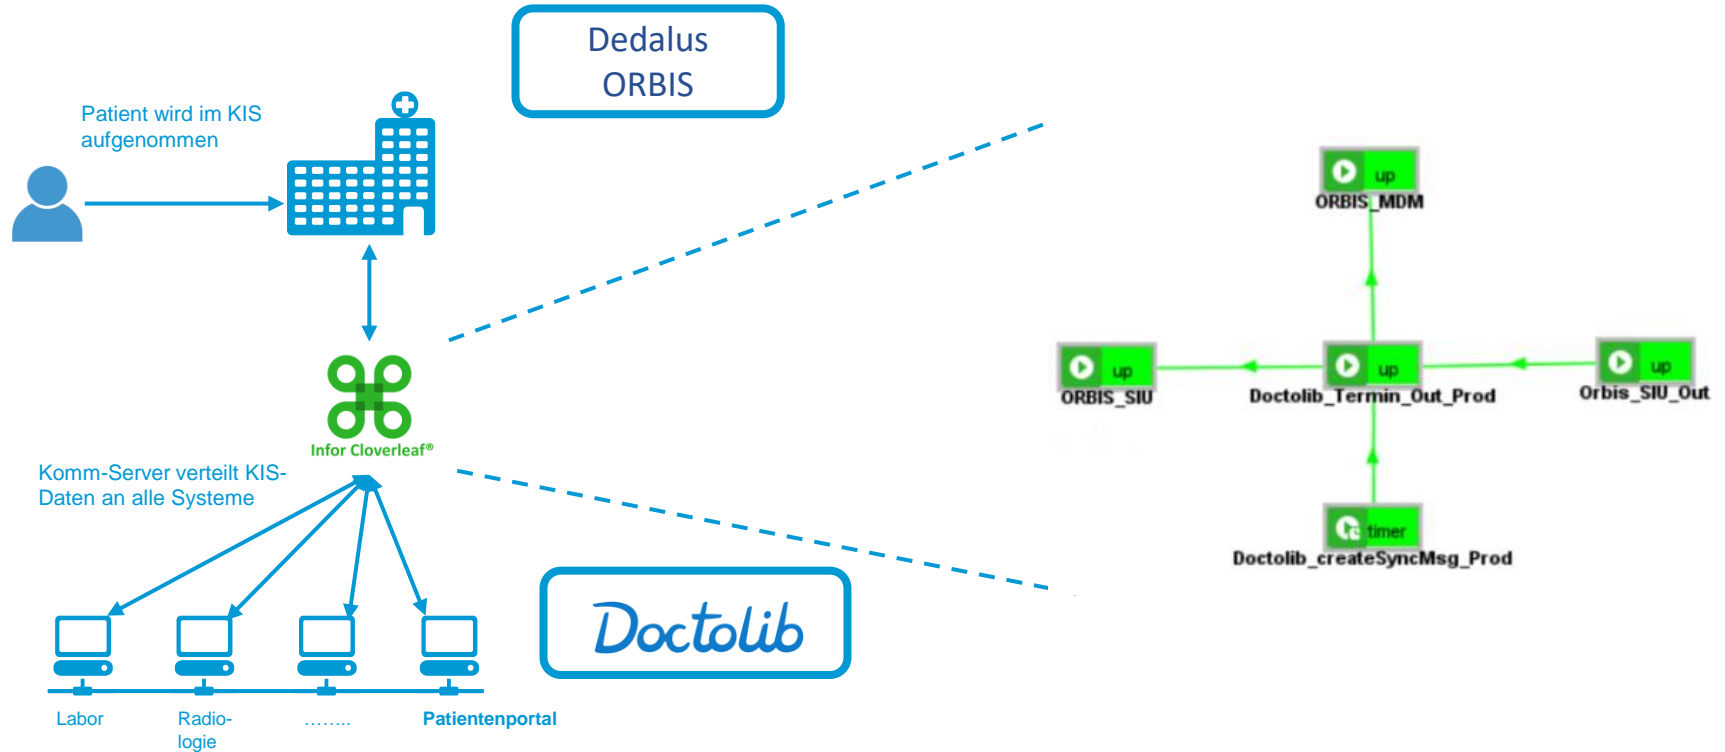 Dedalus
ORBIS
Patient wird im KIS
aufgenommen
Infor Cloverleaf®
Komm-Server verteilt KIS-
Daten an alle Systeme
Labor
Radio-
logie
........
Patientenportal
Doctolib
up
ORBIS_MDM
up
ORBIS_SIU
up
Doctolib_Termin_Out_Prod
up
Orbis_SIU_Out
timer
Doctolib_createSyncMsg_Prod